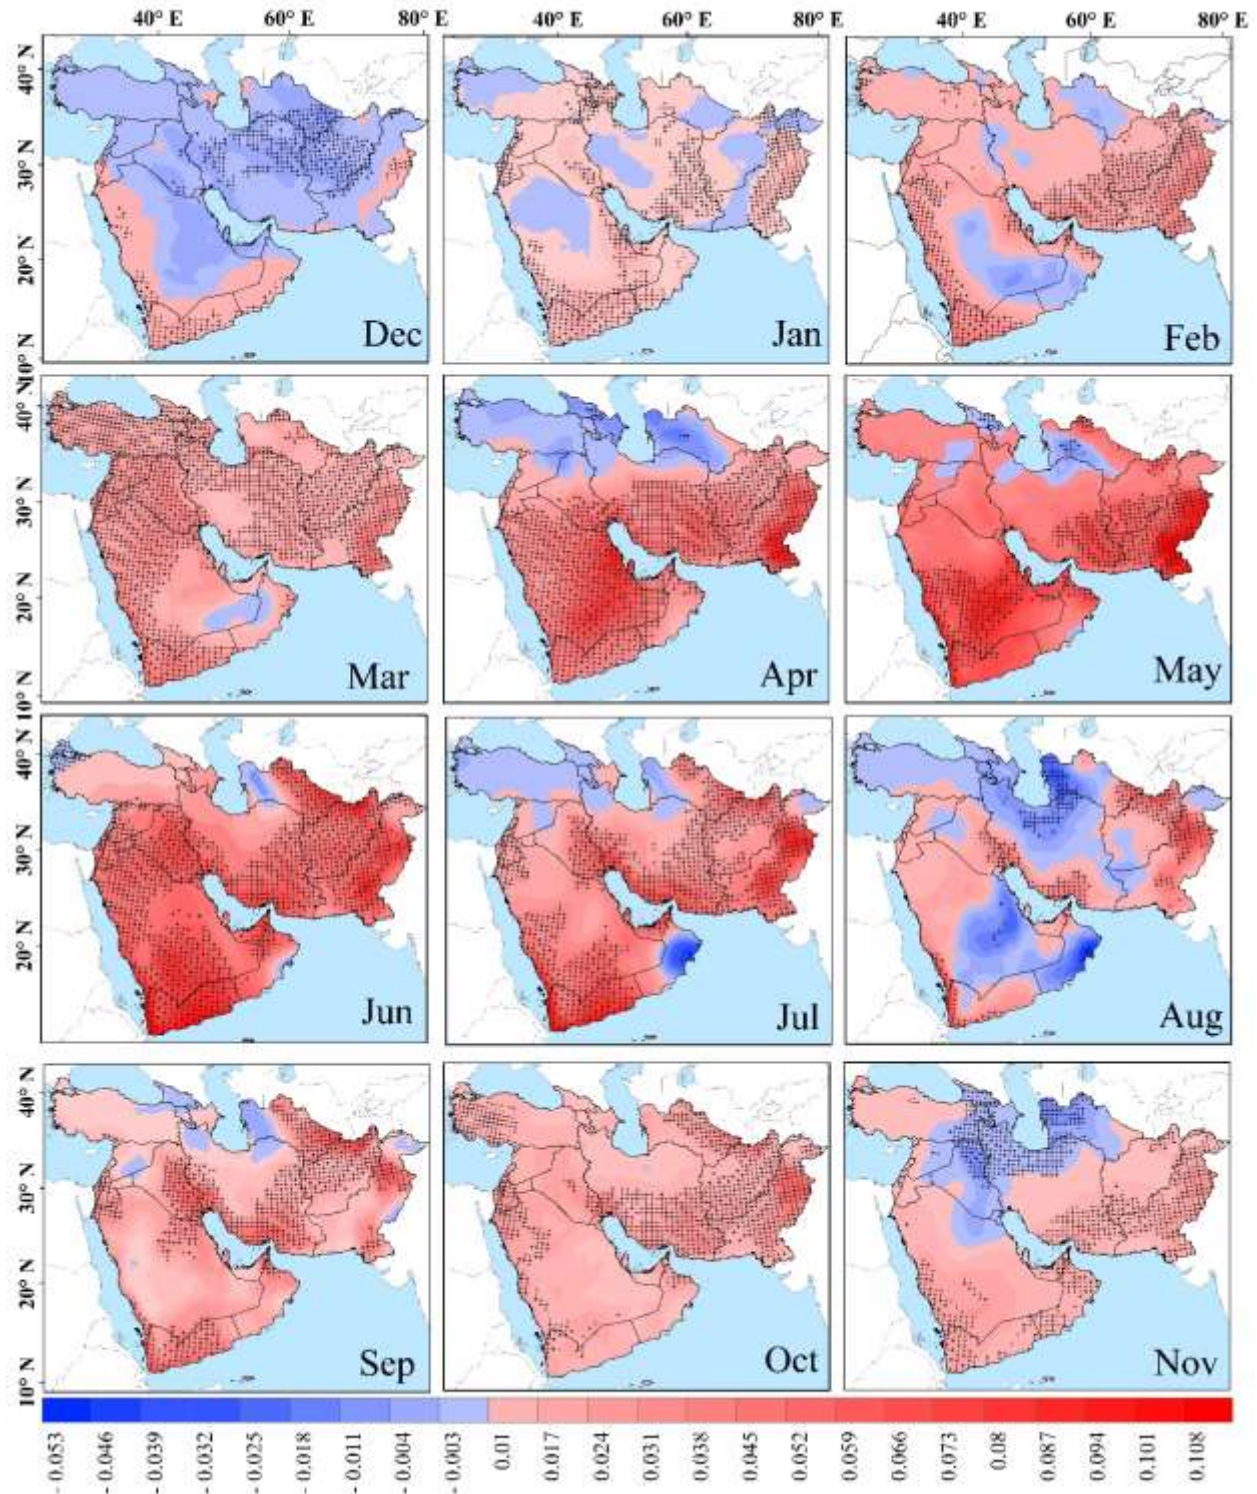 40° E 60° E 80° E 40° E 60° E 80° E 40° E 60° E 80° E
40° N
30° N
20° N
10° N
Dec Jan Feb
40° N
30° N
20° N
10° N
Mar Apr May
40° N
30° N
20° N
Jun Jul Aug
40° N
30° N
20° N
10° N
Sep Oct Nov
- 0.053 - 0.046 - 0.039 - 0.032 - 0.025 - 0.018 - 0.011 - 0.004 - 0.003 0.01 0.017 0.024 0.031 0.038 0.045 0.052 0.059 0.066 0.073 0.08 0.087 0.094 0.101 0.108